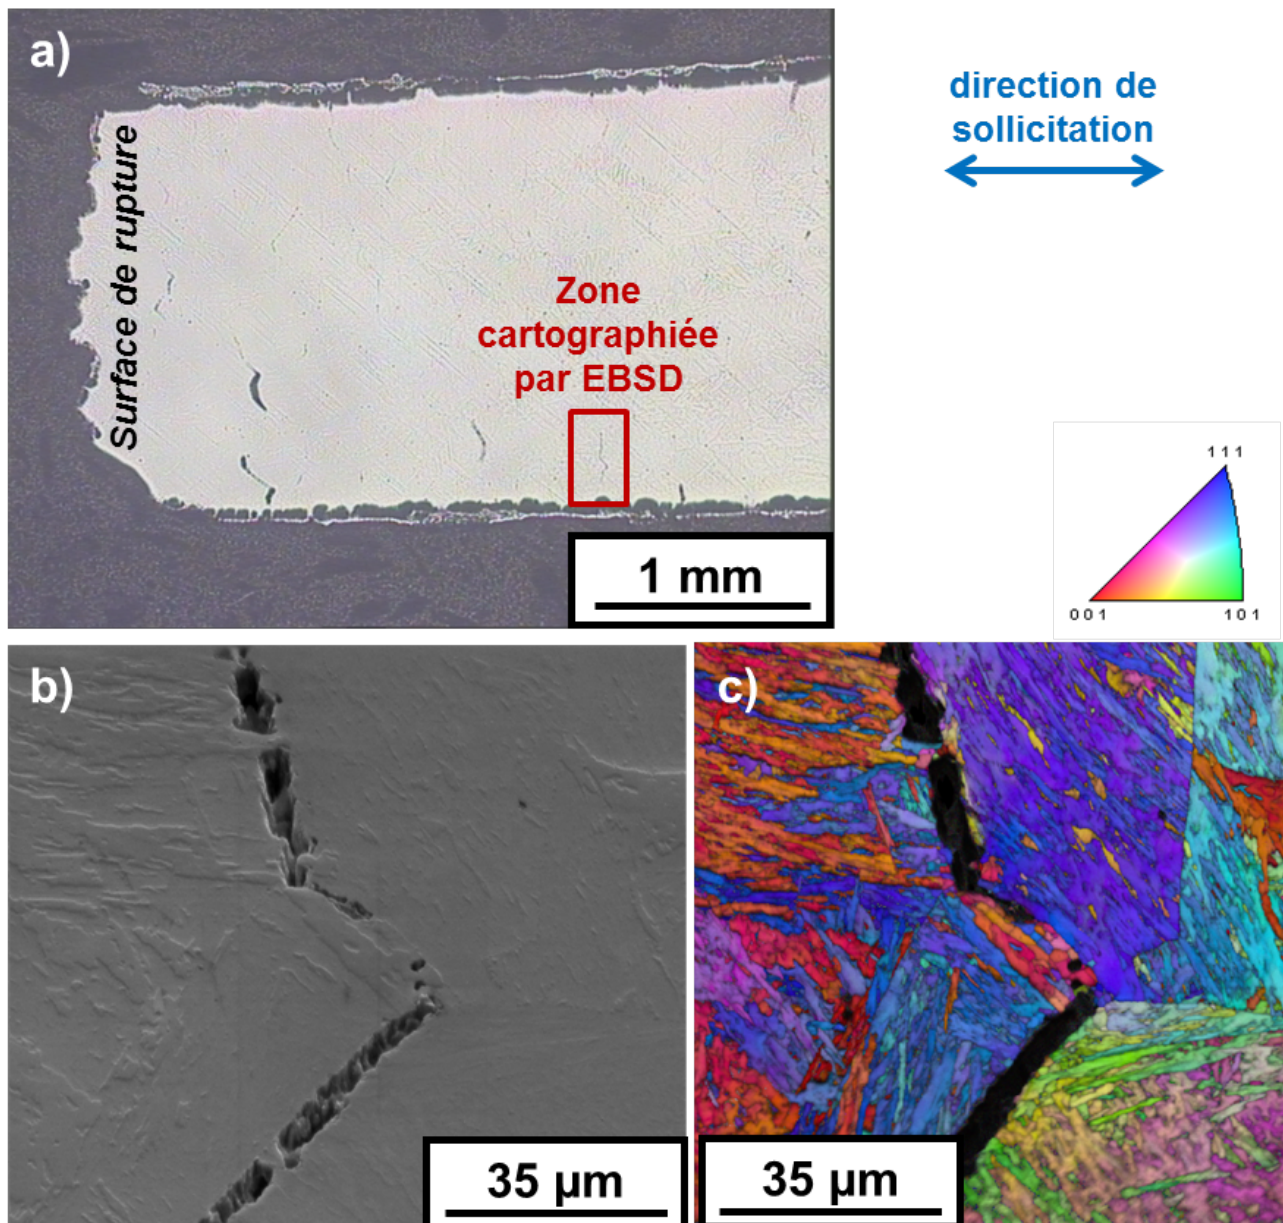 a)
direction de
sollicitation
Surface de rupture
Zone
cartographiée
par EBSD
1 mm
1 1 1
0 0 1
1 0 1
b)
35 µm
c)
35 µm